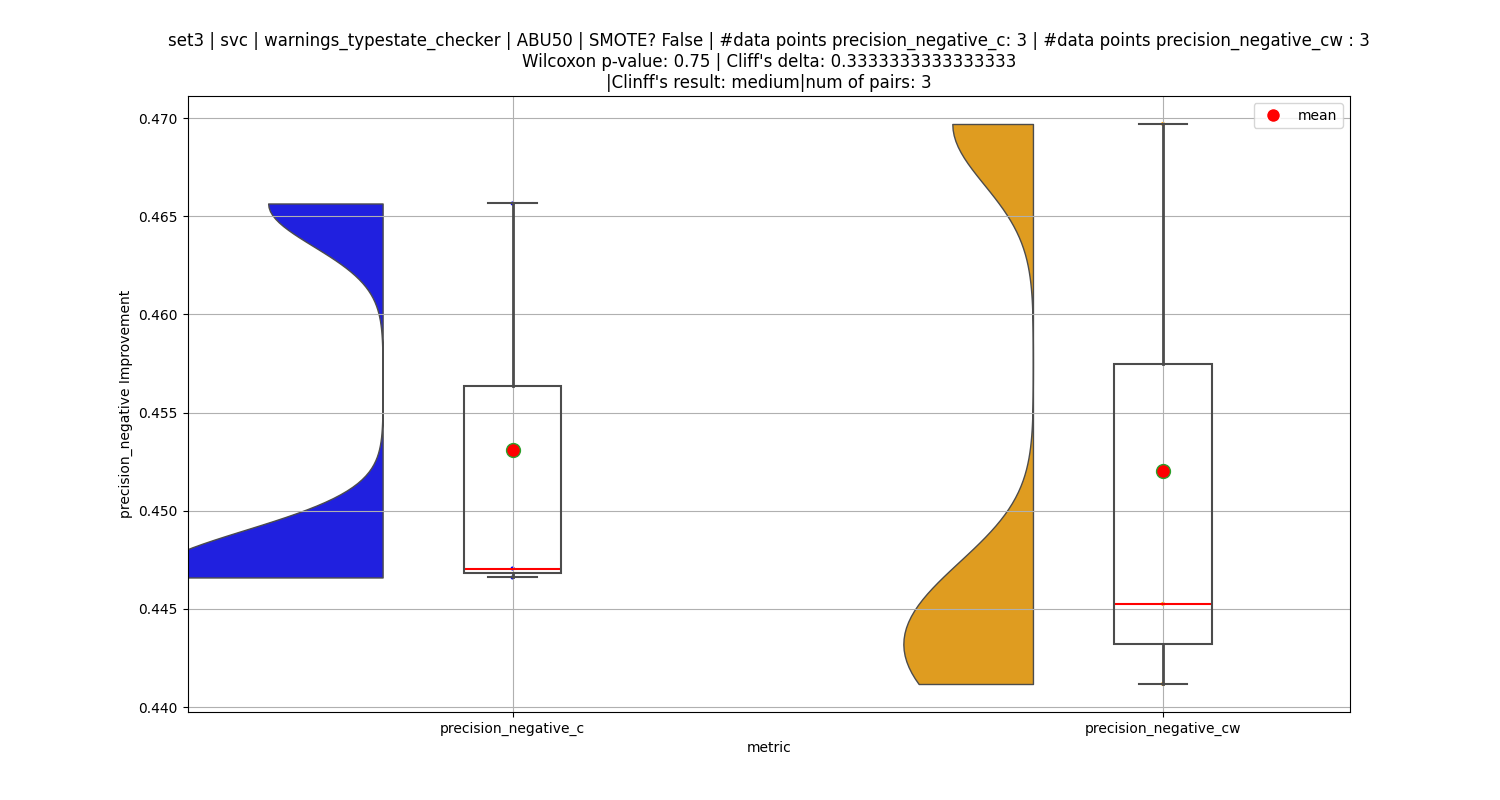 set3 | svc | warnings_typestate_checker | ABU50 | SMOTE? False | #data points precision_negative_c: 3 | #data points precision_negative_cw : 3
Wilcoxon p-value: 0.75 | Cliff's delta: 0.3333333333333333
|Clinff's result: medium|num of pairs: 3
mean
0.470
0.465
0.460
0.455
0.450
0.445
0.440
precision_negative Improvement
precision_negative_c
precision_negative_cw
metric